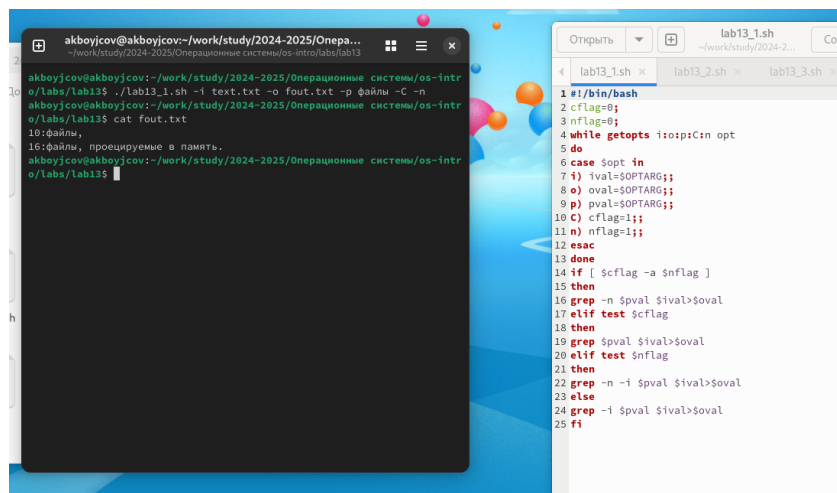 akboyjcov@akboyjcov:~/work/study/2024-2025/Опера...
~/work/study/2024-2025/Операционные системы/os-intro/labs/lab13
akboyjcov@akboyjcov:~/work/study/2024-2025/Операционные системы/os-intr
o/labs/lab13$ ./lab13_1.sh -i text.txt -o fout.txt -p файлы -C -n
akboyjcov@akboyjcov:~/work/study/2024-2025/Операционные системы/os-intr
o/labs/lab13$ cat fout.txt
10:файлы,
16:файлы, проецируемые в память.
akboyjcov@akboyjcov:~/work/study/2024-2025/Операционные системы/os-intr
o/labs/lab13$
Открыть
lab13_1.sh
~/work/study/2024-2...
Со
lab13_1.sh ×
lab13_2.sh ×
lab13_3.sh ×
1 #!/bin/bash
2 cflag=0;
3 nflag=0;
4 while getopts i:o:p:C:n opt
5 do
6 case $opt in
7 i) ival=$OPTARG;;
8 o) oval=$OPTARG;;
9 p) pval=$OPTARG;;
10 C) cflag=1;;
11 n) nflag=1;;
12 esac
13 done
14 if [ $cflag -a $nflag ]
15 then
16 grep -n $pval $ival>$oval
17 elif test $cflag
18 then
19 grep $pval $ival>$oval
20 elif test $nflag
21 then
22 grep -n -i $pval $ival>$oval
23 else
24 grep -i $pval $ival>$oval
25 fi